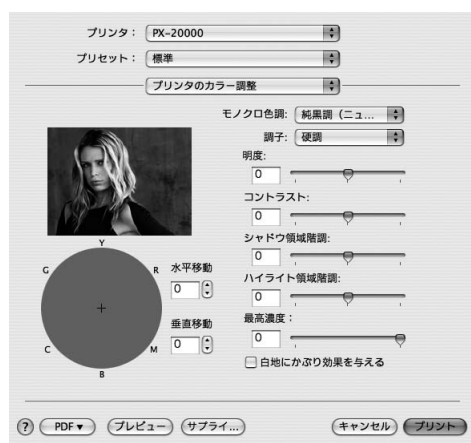 プリンタ： PX-20000
プリセット： 標準
プリンタのカラー調整
モノクロ色調: 純黒調（ニュ...
調子: 硬調
明度:
0
コントラスト:
0
シャドウ領域階調:
0
ハイライト領域階調:
0
最高濃度：
0
白地にかぶり効果を与える
Y
G
R
C
M
B
水平移動
0
垂直移動
0
?
PDF▼
プレビュー
サプライ...
キャンセル
プリント